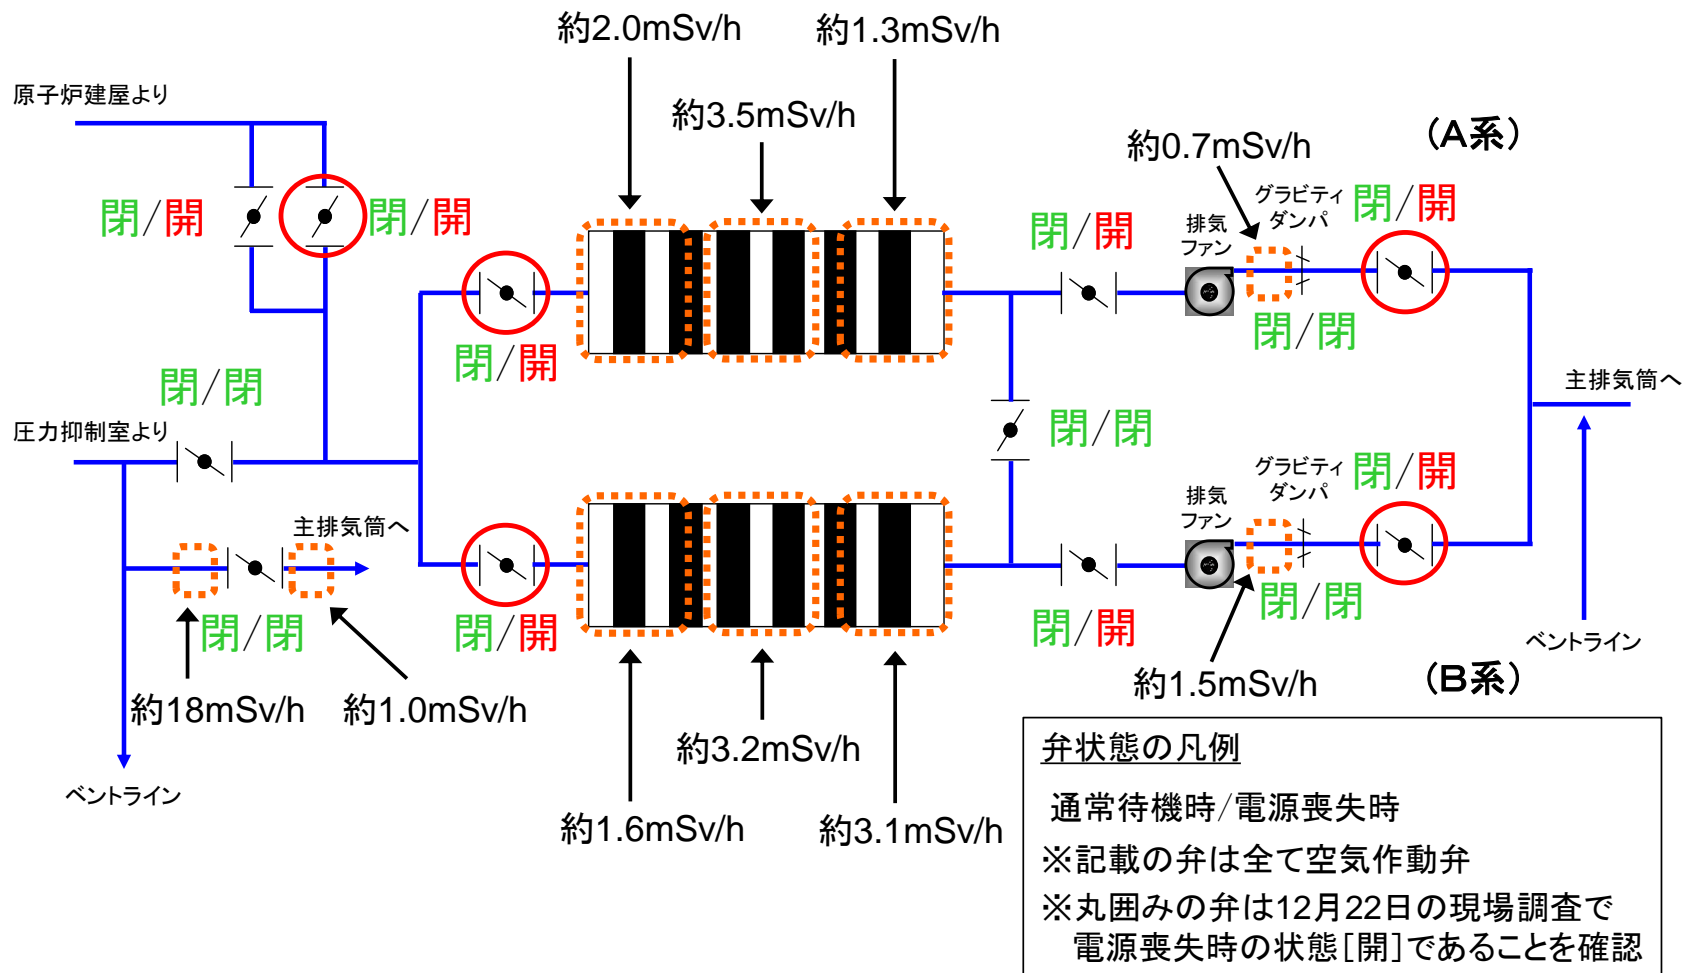 約2.0mSv/h
約1.3mSv/h
原子炉建屋より
約3.5mSv/h
(A系)
約0.7mSv/h
グラビティ
ダンパ
閉/開
閉/開
閉/開
閉/開
排気
ファン
閉/閉
閉/開
閉/閉
主排気筒へ
圧力抑制室より
閉/閉
グラビティ
ダンパ
閉/開
排気
ファン
主排気筒へ
閉/閉
閉/開
閉/開
閉/閉
ベントライン
(B系)
約18mSv/h
約1.0mSv/h
約1.5mSv/h
約3.2mSv/h
ベントライン
約1.6mSv/h
約3.1mSv/h
弁状態の凡例
通常待機時/電源喪失時
※記載の弁は全て空気作動弁
※丸囲みの弁は12月22日の現場調査で
電源喪失時の状態[開]であることを確認